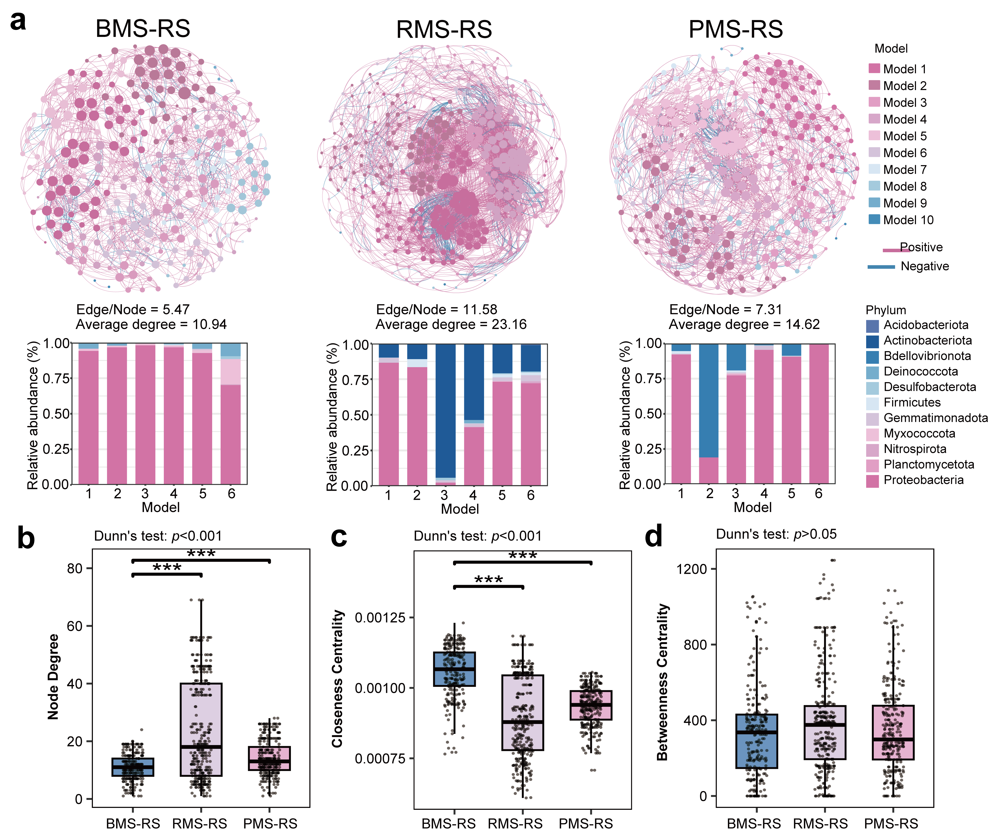 a
BMS-RS
RMS-RS
PMS-RS
Model
Model 1
Model 2
Model 3
Model 4
Model 5
Model 6
Model 7
Model 8
Model 9
Model 10
Positive
Negative
Edge/Node = 5.47
Average degree = 10.94
Edge/Node = 11.58
Average degree = 23.16
Edge/Node = 7.31
Average degree = 14.62
Relative abundance (%)
1.00
0.75
0.50
0.25
0.00
1 2 3 4 5 6
Model
Relative abundance (%)
1.00
0.75
0.50
0.25
0.00
1 2 3 4 5 6
Model
Relative abundance (%)
1.00
0.75
0.50
0.25
0.00
1 2 3 4 5 6
Model
Phylum
Acidobacteriota
Actinobacteriota
Bdellovibrionota
Deinococcota
Desulfobacterota
Firmicutes
Gemmatimonadota
Myxococcota
Nitrospirota
Planctomycetota
Proteobacteria
b
Dunn's test: p<0.001
***
***
Node Degree
80
60
40
20
0
BMS-RS RMS-RS PMS-RS
c
Dunn's test: p<0.001
***
***
Closeness Centrality
0.00125
0.00100
0.00075
BMS-RS RMS-RS PMS-RS
d
Dunn's test: p>0.05
Betweenness Centrality
1200
800
400
0
BMS-RS RMS-RS PMS-RS